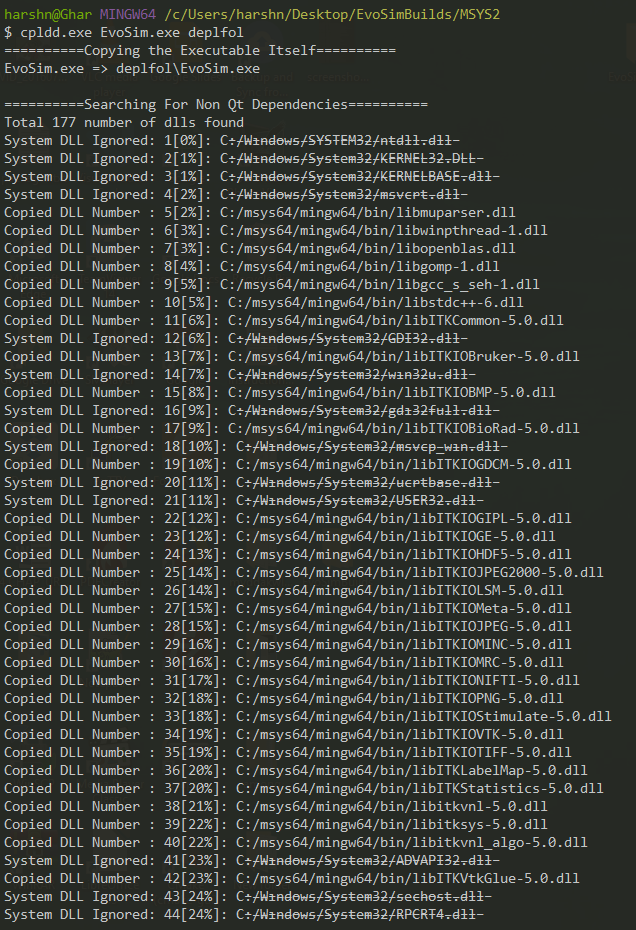 harshn@Ghar MINGW64 /c/Users/harshn/Desktop/EvoSimBuilds/MSYS2
$ cpldd.exe EvoSim.exe deplfol
==========Copying the Executable Itself==========
EvoSim.exe => deplfol\EvoSim.exe
==========Searching For Non Qt Dependencies==========
Total 177 number of dlls found
System DLL Ignored: 1[0%]: C:/Windows/SYSTEM32/ntdll.dll
System DLL Ignored: 2[1%]: C:/Windows/System32/KERNEL32.DLL
System DLL Ignored: 3[1%]: C:/Windows/System32/KERNELBASE.dll
System DLL Ignored: 4[2%]: C:/Windows/System32/msvcrt.dll
Copied DLL Number : 5[2%]: C:/msys64/mingw64/bin/libmuparser.dll
Copied DLL Number : 6[3%]: C:/msys64/mingw64/bin/libwinpthread-1.dll
Copied DLL Number : 7[3%]: C:/msys64/mingw64/bin/libopenblas.dll
Copied DLL Number : 8[4%]: C:/msys64/mingw64/bin/libgomp-1.dll
Copied DLL Number : 9[5%]: C:/msys64/mingw64/bin/libgcc_s_seh-1.dll
Copied DLL Number : 10[5%]: C:/msys64/mingw64/bin/libstdc++-6.dll
Copied DLL Number : 11[6%]: C:/msys64/mingw64/bin/libITKCommon-5.0.dll
System DLL Ignored: 12[6%]: C:/Windows/System32/GDI32.dll
Copied DLL Number : 13[7%]: C:/msys64/mingw64/bin/libITKIOBruker-5.0.dll
System DLL Ignored: 14[7%]: C:/Windows/System32/win32u.dll
Copied DLL Number : 15[8%]: C:/msys64/mingw64/bin/libITKIOBMP-5.0.dll
System DLL Ignored: 16[9%]: C:/Windows/System32/gdi32full.dll
Copied DLL Number : 17[9%]: C:/msys64/mingw64/bin/libITKIOBioRad-5.0.dll
System DLL Ignored: 18[10%]: C:/Windows/System32/msvcp_win.dll
Copied DLL Number : 19[10%]: C:/msys64/mingw64/bin/libITKIOGDCM-5.0.dll
System DLL Ignored: 20[11%]: C:/Windows/System32/ucrtbase.dll
System DLL Ignored: 21[11%]: C:/Windows/System32/USER32.dll
Copied DLL Number : 22[12%]: C:/msys64/mingw64/bin/libITKIOGIPL-5.0.dll
Copied DLL Number : 23[12%]: C:/msys64/mingw64/bin/libITKIOGE-5.0.dll
Copied DLL Number : 24[13%]: C:/msys64/mingw64/bin/libITKIOHDF5-5.0.dll
Copied DLL Number : 25[14%]: C:/msys64/mingw64/bin/libITKIOJPEG2000-5.0.dll
Copied DLL Number : 26[14%]: C:/msys64/mingw64/bin/libITKIOLSM-5.0.dll
Copied DLL Number : 27[15%]: C:/msys64/mingw64/bin/libITKIOMeta-5.0.dll
Copied DLL Number : 28[15%]: C:/msys64/mingw64/bin/libITKIOJPEG-5.0.dll
Copied DLL Number : 29[16%]: C:/msys64/mingw64/bin/libITKIOMINC-5.0.dll
Copied DLL Number : 30[16%]: C:/msys64/mingw64/bin/libITKIOMRC-5.0.dll
Copied DLL Number : 31[17%]: C:/msys64/mingw64/bin/libITKIONIFTI-5.0.dll
Copied DLL Number : 32[18%]: C:/msys64/mingw64/bin/libITKIOPNG-5.0.dll
Copied DLL Number : 33[18%]: C:/msys64/mingw64/bin/libITKIOStimulate-5.0.dll
Copied DLL Number : 34[19%]: C:/msys64/mingw64/bin/libITKIOVTK-5.0.dll
Copied DLL Number : 35[19%]: C:/msys64/mingw64/bin/libITKIOTIFF-5.0.dll
Copied DLL Number : 36[20%]: C:/msys64/mingw64/bin/libITKLabelMap-5.0.dll
Copied DLL Number : 37[20%]: C:/msys64/mingw64/bin/libITKStatistics-5.0.dll
Copied DLL Number : 38[21%]: C:/msys64/mingw64/bin/libitkvnl-5.0.dll
Copied DLL Number : 39[22%]: C:/msys64/mingw64/bin/libitksys-5.0.dll
Copied DLL Number : 40[22%]: C:/msys64/mingw64/bin/libitkvnl_algo-5.0.dll
System DLL Ignored: 41[23%]: C:/Windows/System32/ADVAPI32.dll
Copied DLL Number : 42[23%]: C:/msys64/mingw64/bin/libITKVtkGlue-5.0.dll
System DLL Ignored: 43[24%]: C:/Windows/System32/sechost.dll
System DLL Ignored: 44[24%]: C:/Windows/System32/RPCRT4.dll